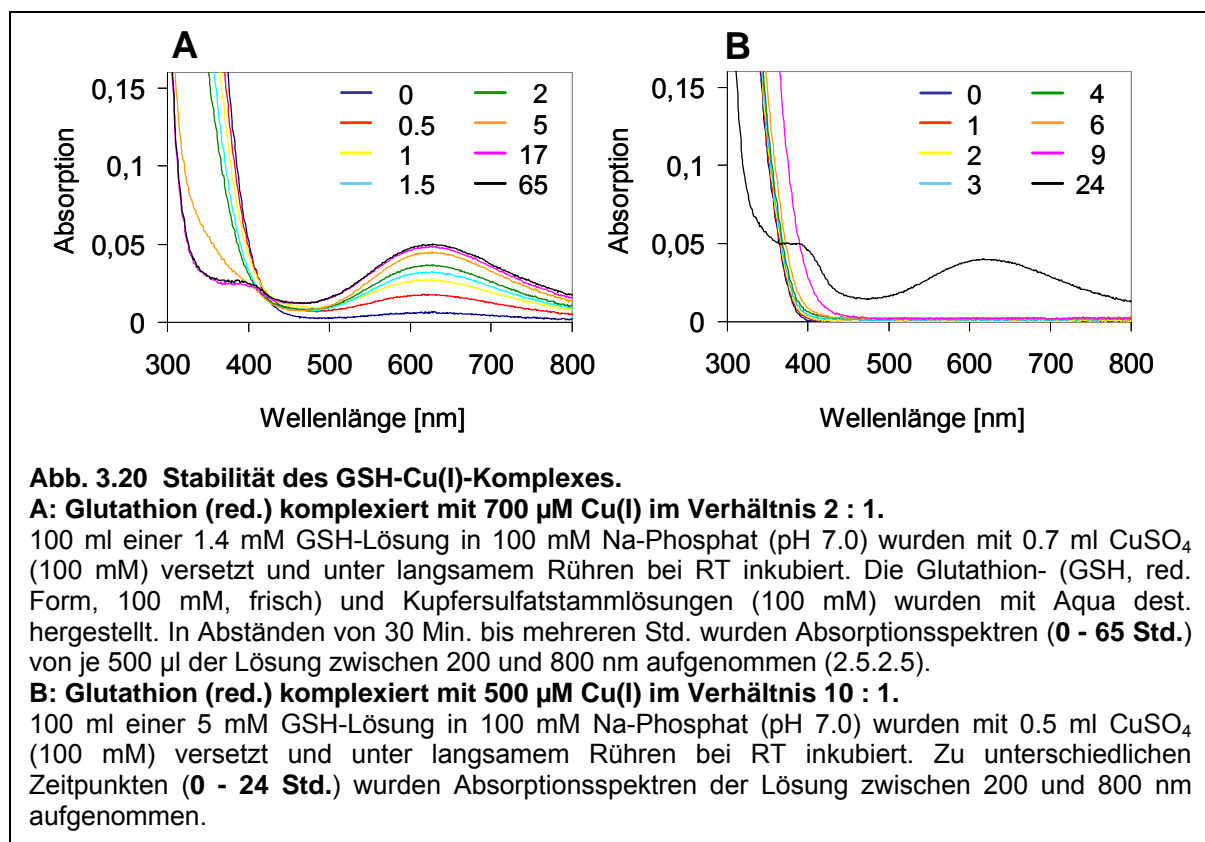 A
B
0,15
0,1
0,05
0
Absorption
300 400 500 600 700 800
Wellenlänge [nm]
0 2
0.5 5
1 17
1.5 65
0,15
0,1
0,05
0
Absorption
300 400 500 600 700 800
Wellenlänge [nm]
0 4
1 6
2 9
3 24
Abb. 3.20 Stabilität des GSH-Cu(I)-Komplexes.
A: Glutathion (red.) komplexiert mit 700 µM Cu(I) im Verhältnis 2 : 1.
100 ml einer 1.4 mM GSH-Lösung in 100 mM Na-Phosphat (pH 7.0) wurden mit 0.7 ml CuSO₄
(100 mM) versetzt und unter langsamem Rühren bei RT inkubiert. Die Glutathion- (GSH, red.
Form, 100 mM, frisch) und Kupfersulfatstammlösungen (100 mM) wurden mit Aqua dest.
hergestellt. In Abständen von 30 Min. bis mehreren Std. wurden Absorptionsspektren (0 - 65 Std.)
von je 500 µl der Lösung zwischen 200 und 800 nm aufgenommen (2.5.2.5).
B: Glutathion (red.) komplexiert mit 500 µM Cu(I) im Verhältnis 10 : 1.
100 ml einer 5 mM GSH-Lösung in 100 mM Na-Phosphat (pH 7.0) wurden mit 0.5 ml CuSO₄
(100 mM) versetzt und unter langsamem Rühren bei RT inkubiert. Zu unterschiedlichen
Zeitpunkten (0 - 24 Std.) wurden Absorptionsspektren der Lösung zwischen 200 und 800 nm
aufgenommen.